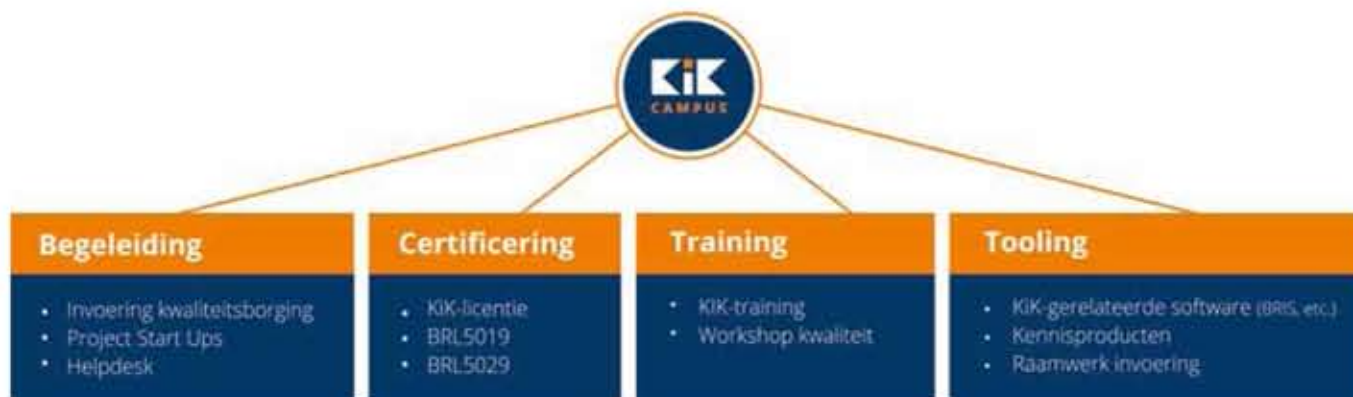 KiK
CAMPUS
Begeleiding
• Invoering kwaliteitsborging
• Project Start Ups
• Helpdesk
Certificering
• KiK-licentie
• BRL5019
• BRL5029
Training
• KIK-training
• Workshop kwaliteit
Tooling
• KiK-gerelateerde software (BRIS, etc.)
• Kennisproducten
• Raamwerk invoering